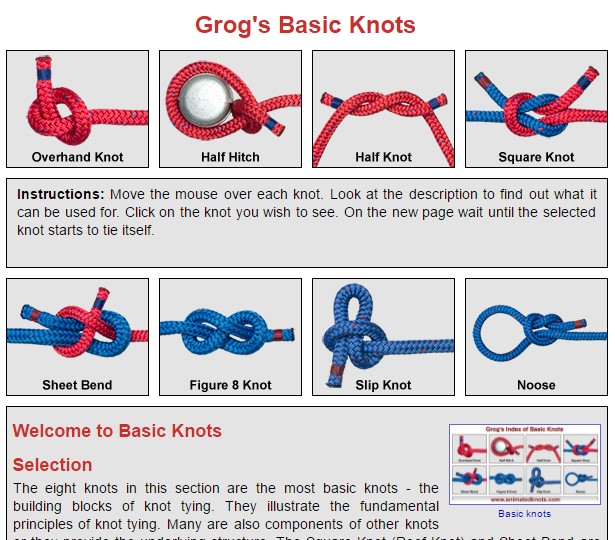 Grog's Basic Knots
Overhand Knot
Half Hitch
Half Knot
Square Knot
Instructions: Move the mouse over each knot. Look at the description to find out what it
can be used for. Click on the knot you wish to see. On the new page wait until the selected
knot starts to tie itself.
Sheet Bend
Figure 8 Knot
Slip Knot
Noose
Welcome to Basic Knots
Selection
The eight knots in this section are the most basic knots - the
building blocks of knot tying. They illustrate the fundamental
principles of knot tying. Many are also components of other knots
or they provide the underlying structure. The Square Knot (Reef Knot) and Sheet Bend are
Grog's Index of Basic Knots
Overhand Knot
Half Hitch
Half Knot
Square Knot
Sheet Bend
Figure 8 Knot
Slip Knot
Noose
www.animatedknots.com
Basic knots